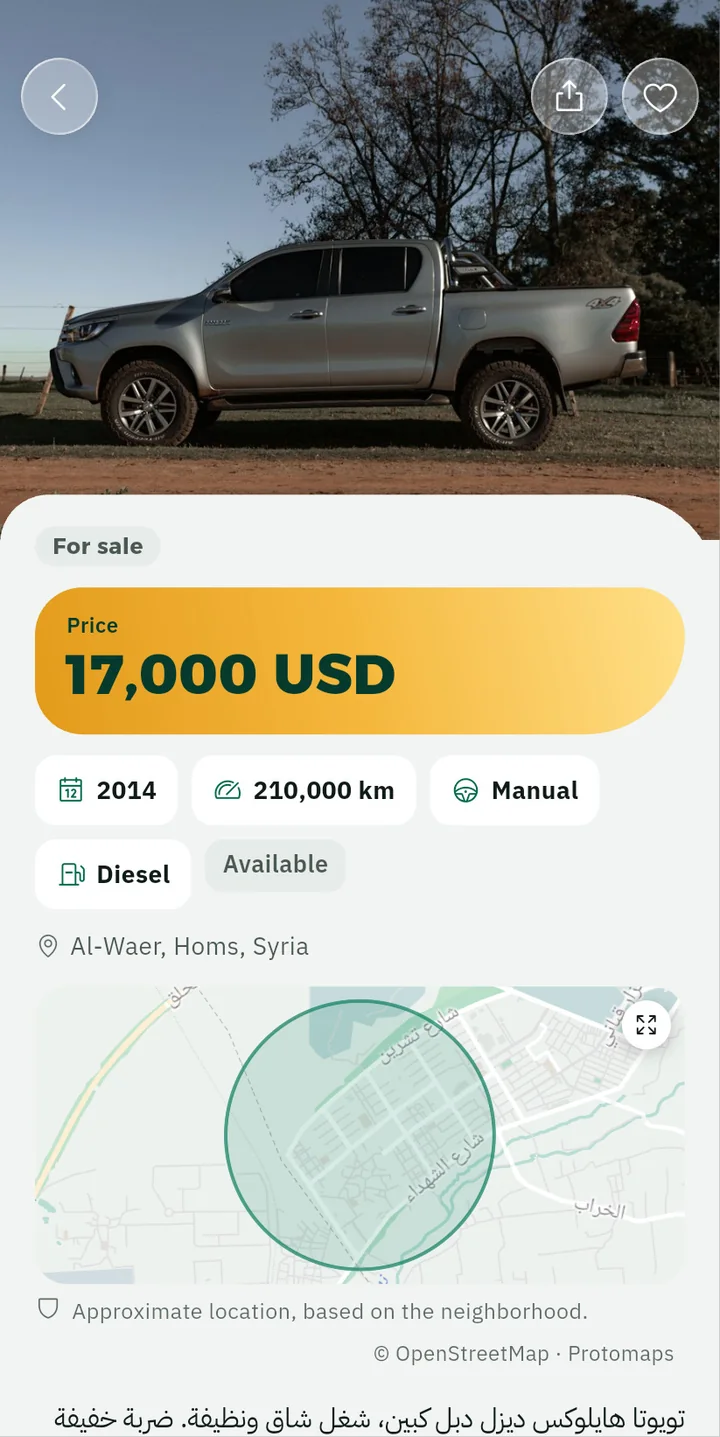 4x4
For sale
Price
17,000 USD
12
2014
210,000 km
Manual
Diesel
Available
Al-Waer, Homs, Syria
شارع تشرين
شارع الشهداء
الخراب
Approximate location, based on the neighborhood.
© OpenStreetMap · Protomaps
تويوتا هايلوكس ديزل دبل كبين، شغل شاق ونظيفة. ضربة خفيفة